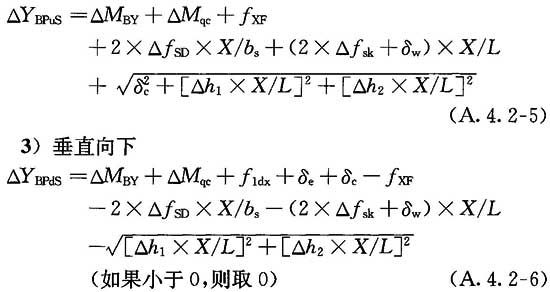 ΔY_BPuS = ΔM_BY + ΔM_qc + f_XF
+ 2 × Δf_SD × X/b_s + (2 × Δf_sk + δ_w) × X/L
+ √(δ_c² + [Δh_1 × X/L]² + [Δh_2 × X/L]²)
(A. 4. 2-5)
3) 垂直向下
ΔY_BPdS = ΔM_BY + ΔM_qc + f_1dx + δ_e + δ_c − f_XF
− 2 × Δf_SD × X/b_s − (2 × Δf_sk + δ_w) × X/L
−√([Δh_1 × X/L]² + [Δh_2 × X/L]²)
(如果小于 0,则取 0) (A. 4. 2-6)